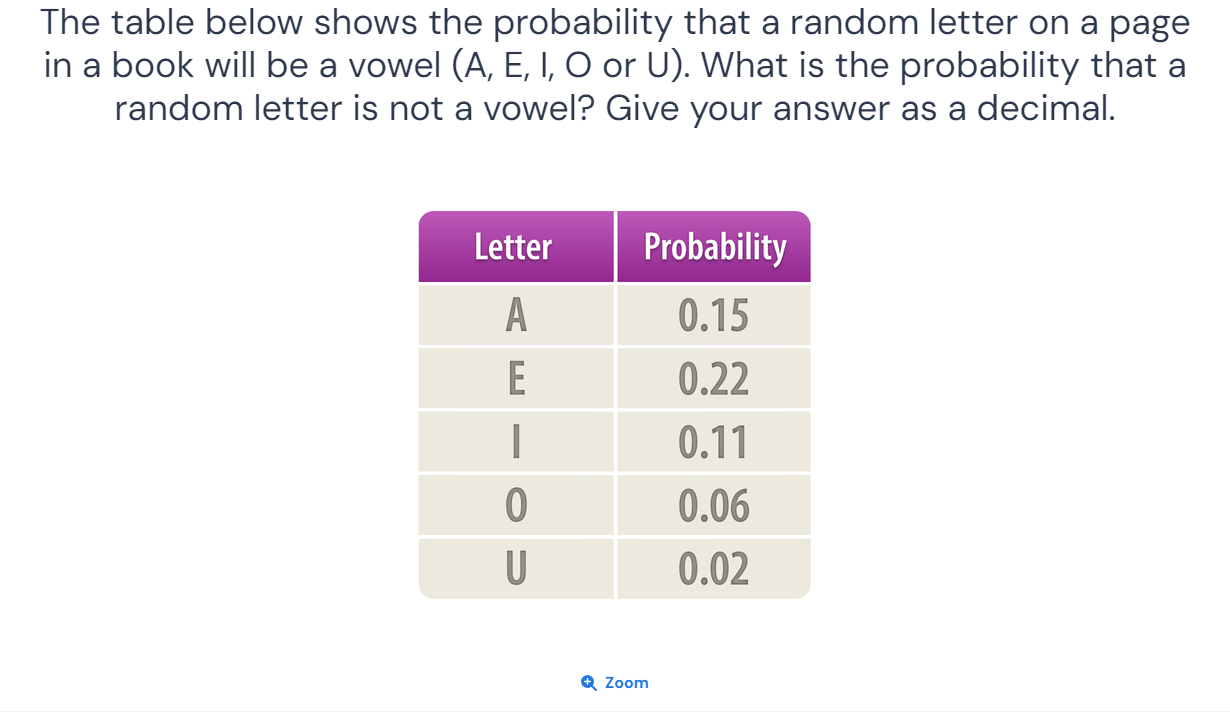 The table below shows the probability that a random letter on a page
in a book will be a vowel (A, E, I, O or U). What is the probability that a
random letter is not a vowel? Give your answer as a decimal.
Letter Probability
A 0.15
E 0.22
I 0.11
O 0.06
U 0.02
Zoom